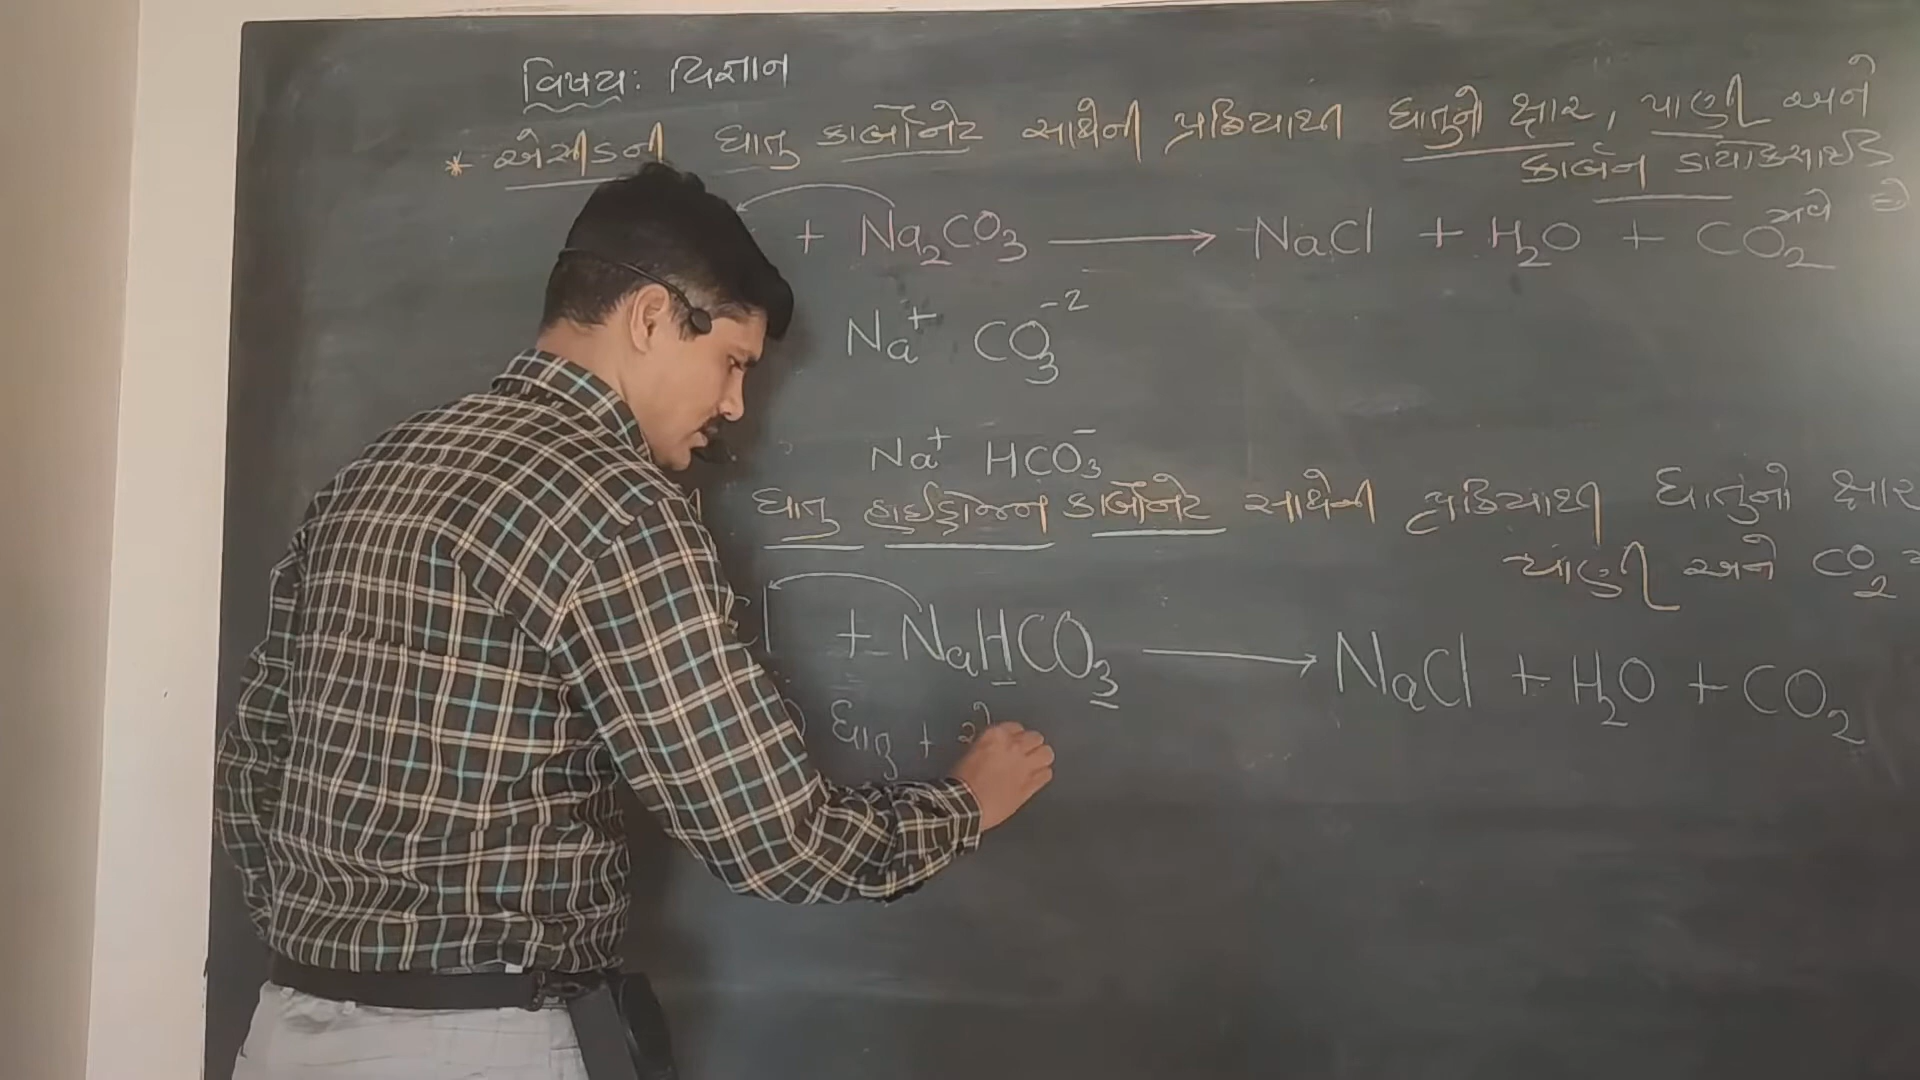 વિષય: વિજ્ઞાન
* એસીડની ધાતુ કાર્બોનેટ સાથેની પ્રક્રિયાથી ધાતુનો ક્ષાર, પાણી અને
કાર્બન ડાયોક્સાઈડ
મળે છે
+ Na₂CO₃ ⟶ NaCl + H₂O + CO₂
Na⁺ CO₃⁻²
Na⁺ HCO₃⁻
ધાતુ હાઈડ્રોજન કાર્બોનેટ સાથેની પ્રક્રિયાથી ધાતુનો ક્ષાર
પાણી અને CO₂
+ NaHCO₃ ⟶ NaCl + H₂O + CO₂
ધાતુ +